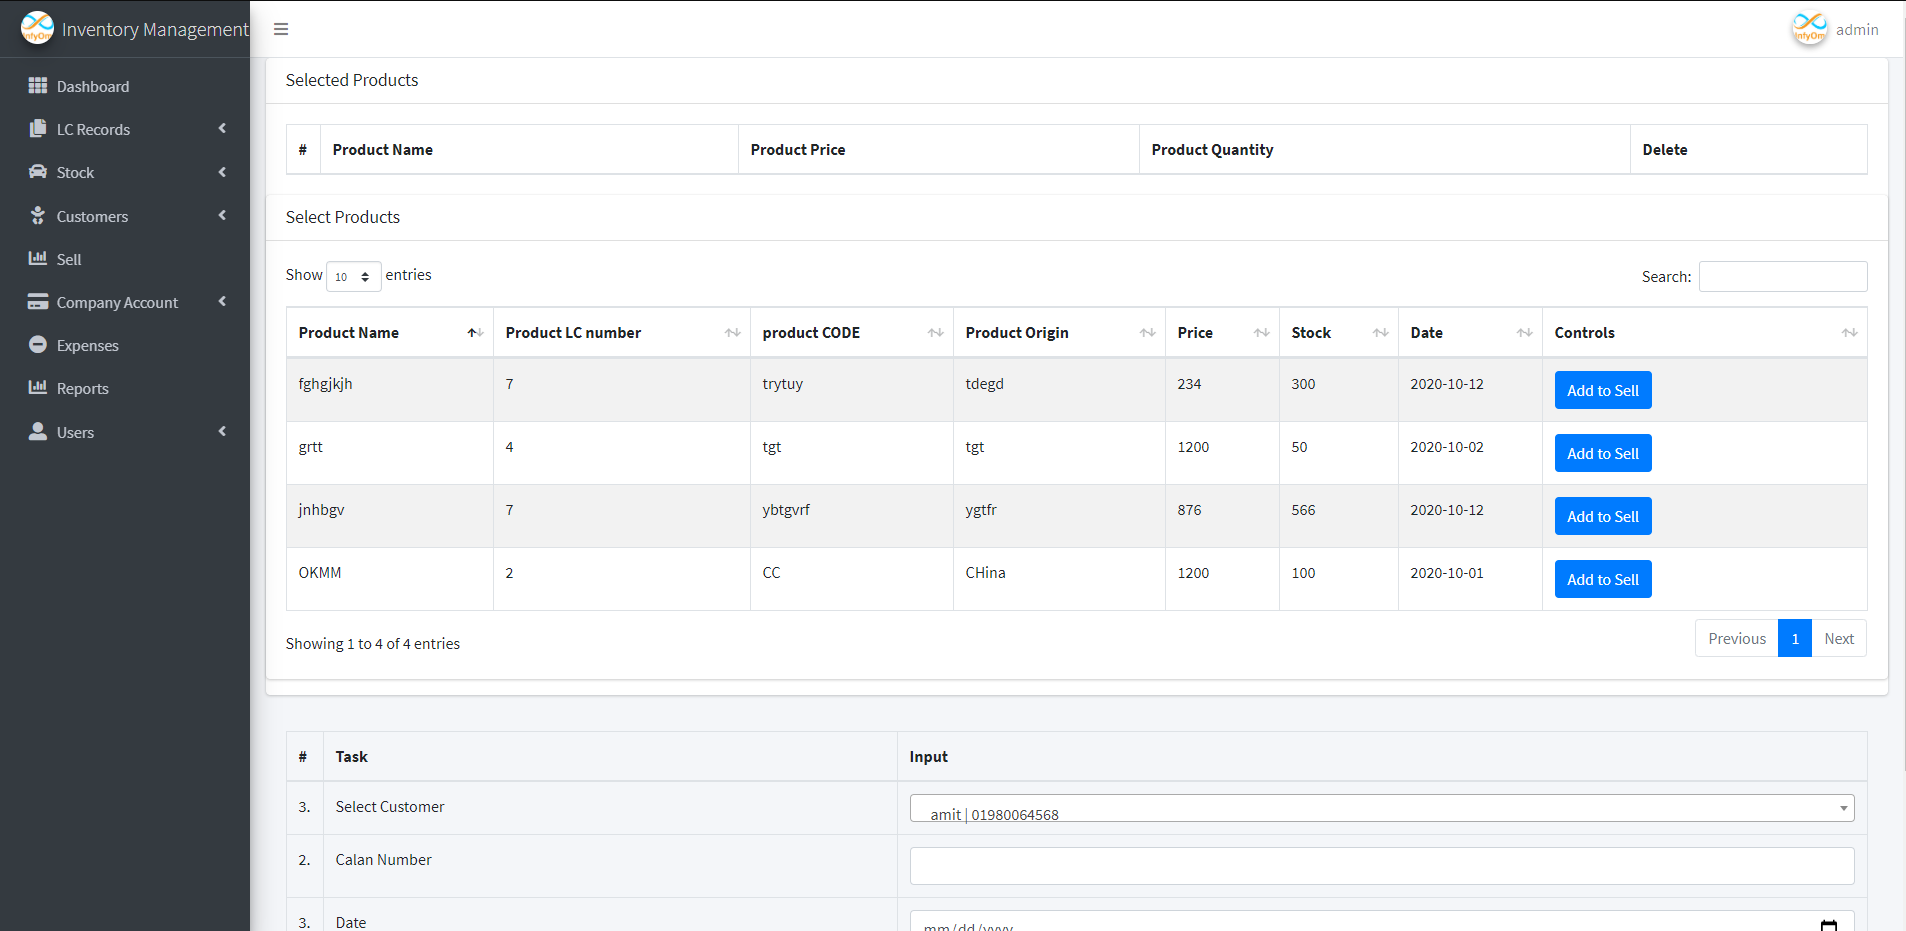 InfyOm Inventory Management
InfyOm admin
Dashboard
LC Records
Stock
Customers
Sell
Company Account
Expenses
Reports
Users
Selected Products
# Product Name Product Price Product Quantity Delete
Select Products
Show 10 entries Search:
Product Name Product LC number product CODE Product Origin Price Stock Date Controls
fghgjkjh 7 trytuy tdegd 234 300 2020-10-12 Add to Sell
grtt 4 tgt tgt 1200 50 2020-10-02 Add to Sell
jnhbgv 7 ybtgvrf ygtfr 876 566 2020-10-12 Add to Sell
OKMM 2 CC CHina 1200 100 2020-10-01 Add to Sell
Showing 1 to 4 of 4 entries Previous 1 Next
# Task Input
3. Select Customer amit | 01980064568
2. Calan Number
3. Date mm/dd/yyyy